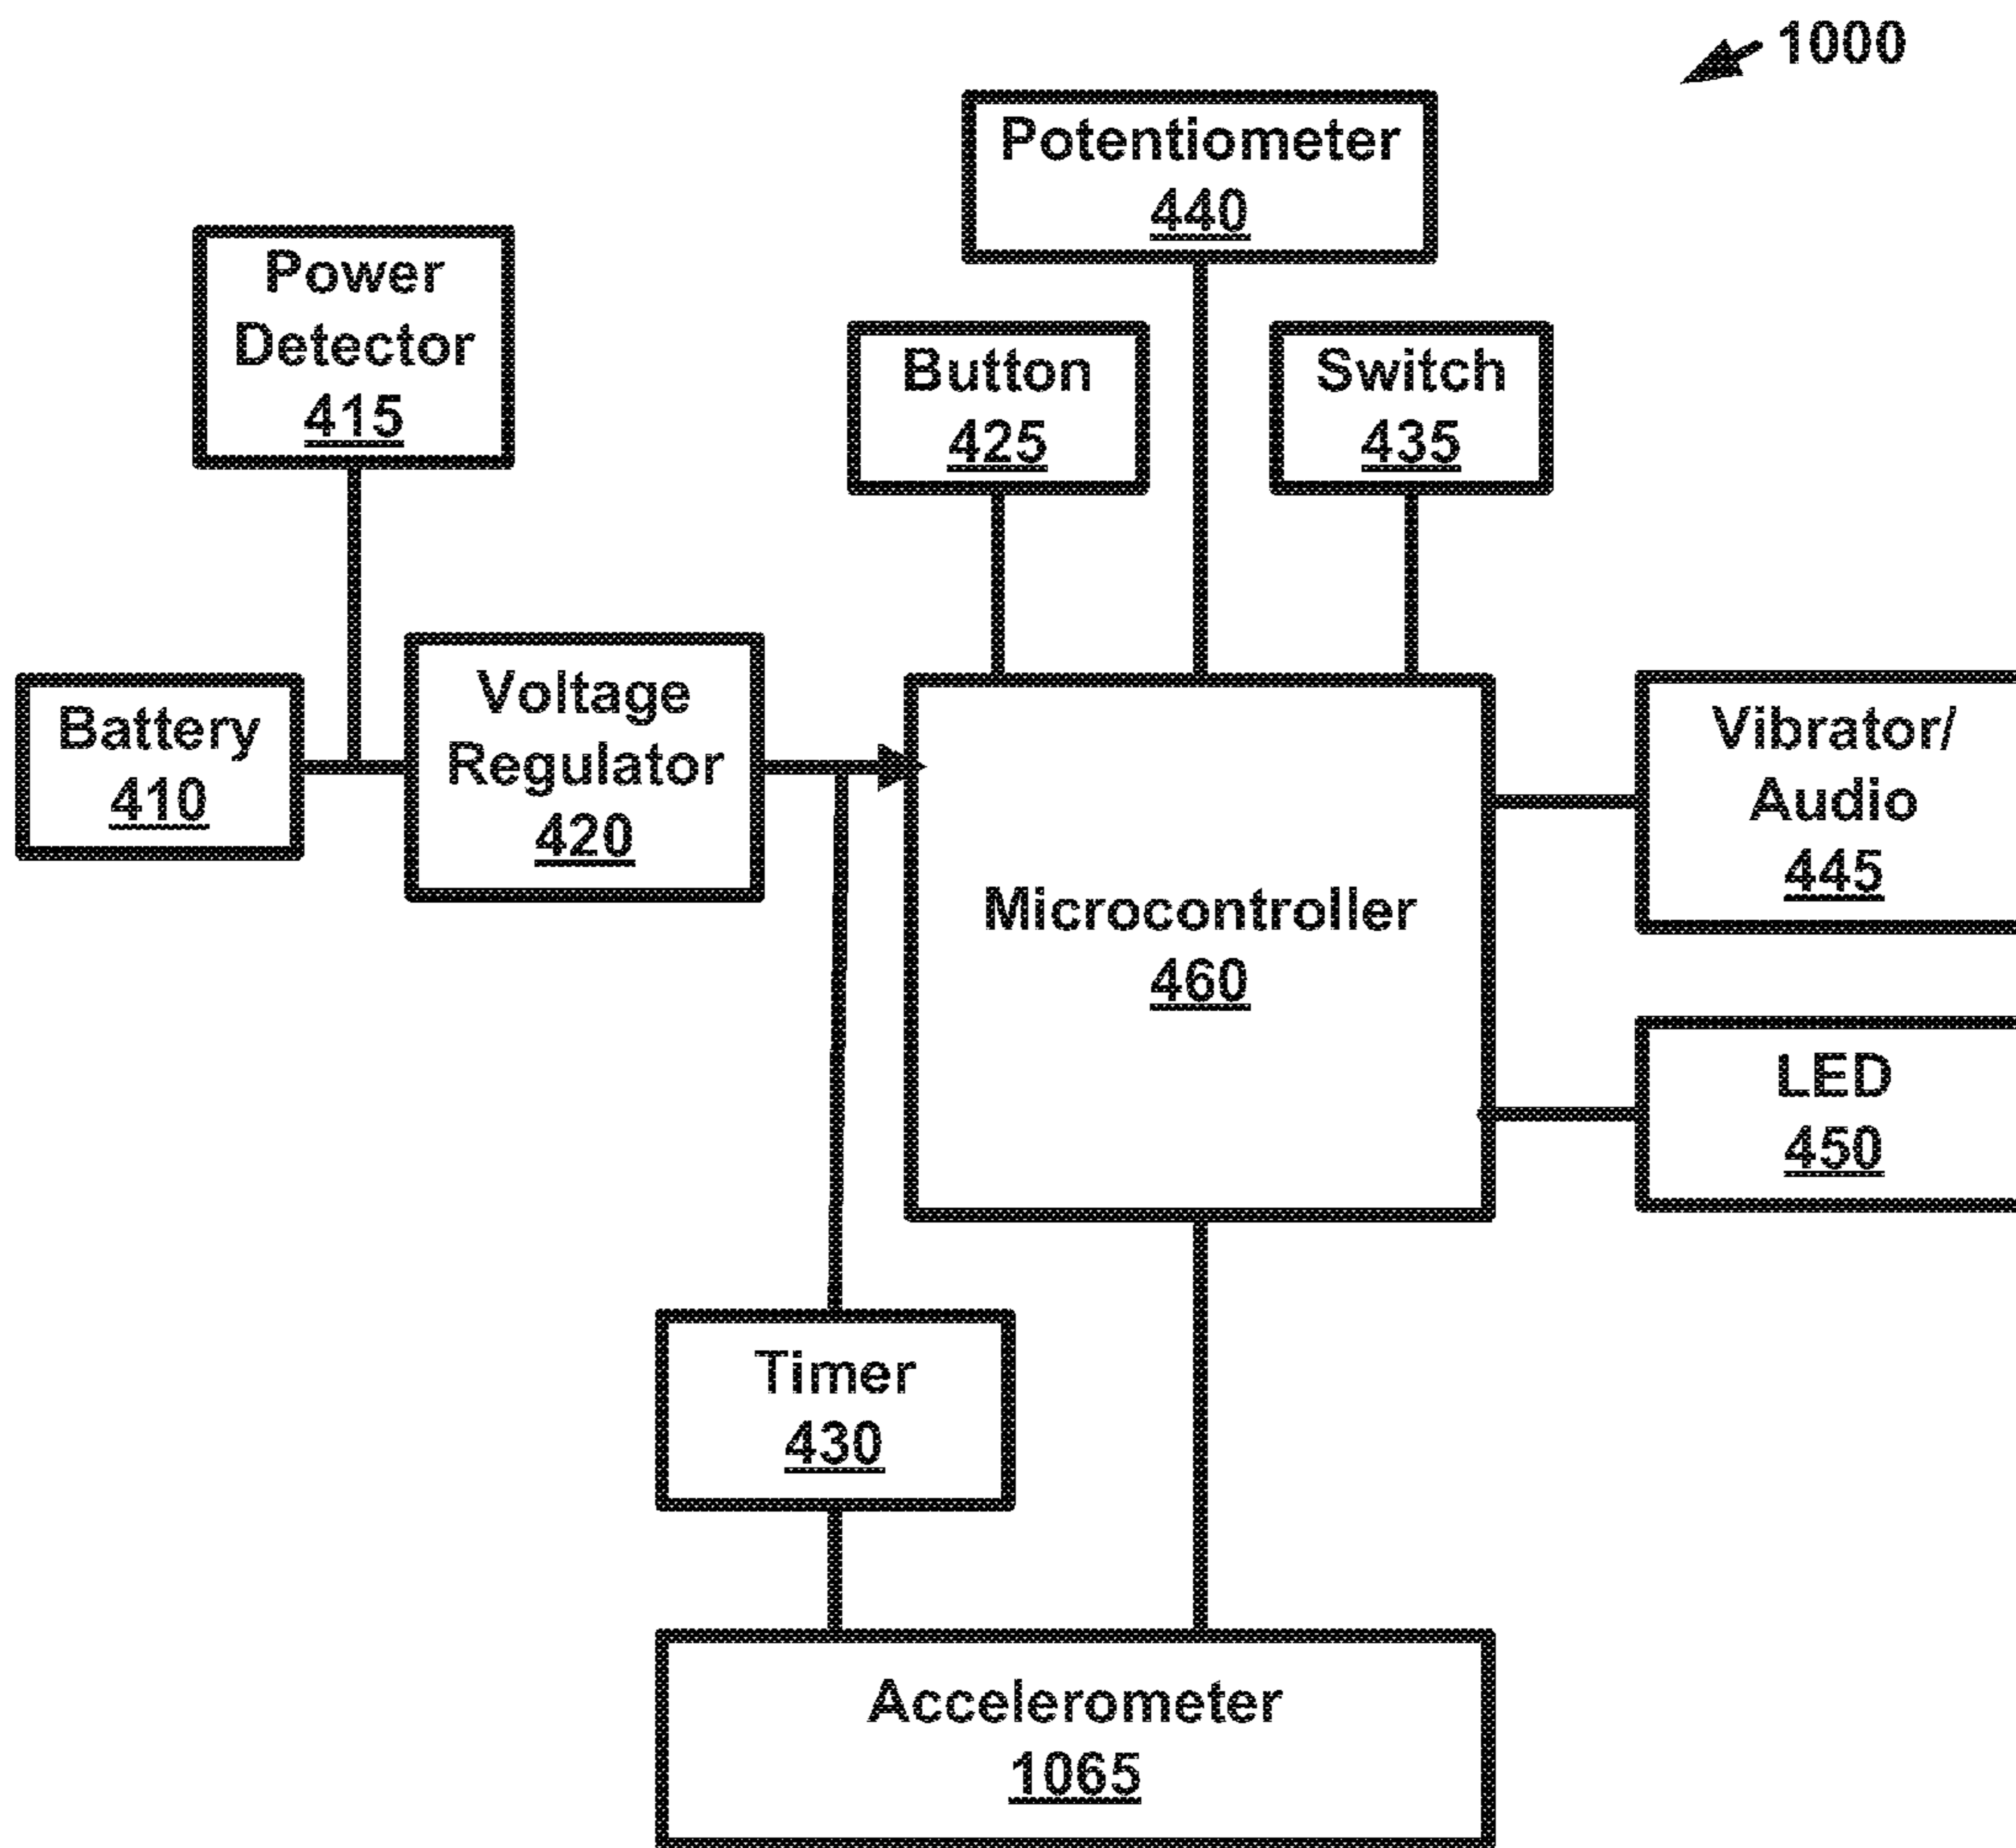 1000
Potentiometer
440
Power
Detector
415
Button
425
Switch
435
Battery
410
Voltage
Regulator
420
Microcontroller
460
Vibrator/
Audio
445
LED
450
Timer
430
Accelerometer
1065